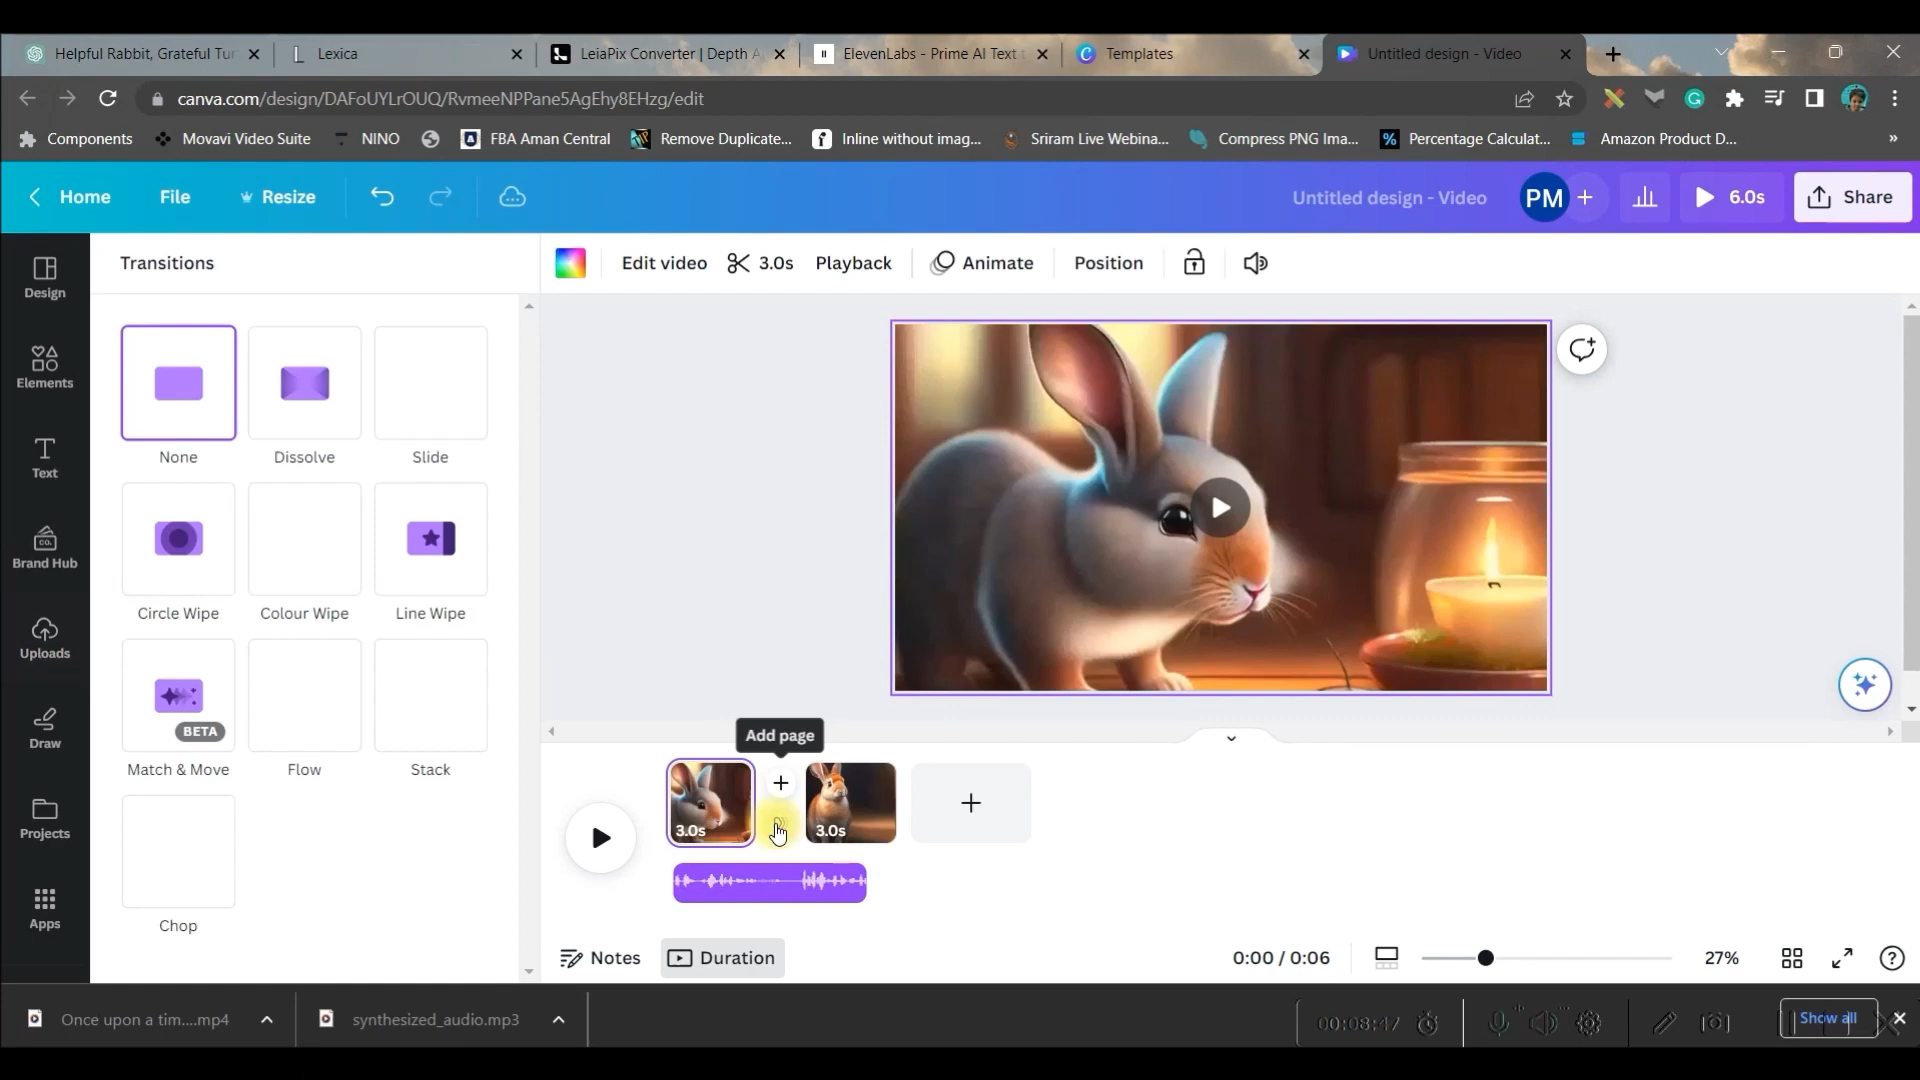 Helpful Rabbit, Grateful Tur
Lexica
LeiaPix Converter | Depth A
ElevenLabs - Prime AI Text t
Templates
Untitled design - Video
canva.com/design/DAFoUYLrOUQ/RvmeeNPPane5AgEhy8EHzg/edit
Components
Movavi Video Suite
NINO
FBA Aman Central
Remove Duplicate...
Inline without imag...
Sriram Live Webina...
Compress PNG Ima...
Percentage Calculat...
Amazon Product D...
»
Home
File
Resize
Untitled design - Video
PM
6.0s
Share
Design
Elements
Text
Brand Hub
Uploads
Draw
Projects
Apps
Transitions
None
Dissolve
Slide
Circle Wipe
Colour Wipe
Line Wipe
BETA
Match & Move
Flow
Stack
Chop
Edit video
3.0s
Playback
Animate
Position
Add page
3.0s
3.0s
Notes
Duration
0:00 / 0:06
27%
Once upon a tim....mp4
synthesized_audio.mp3
00:08:47
Show all